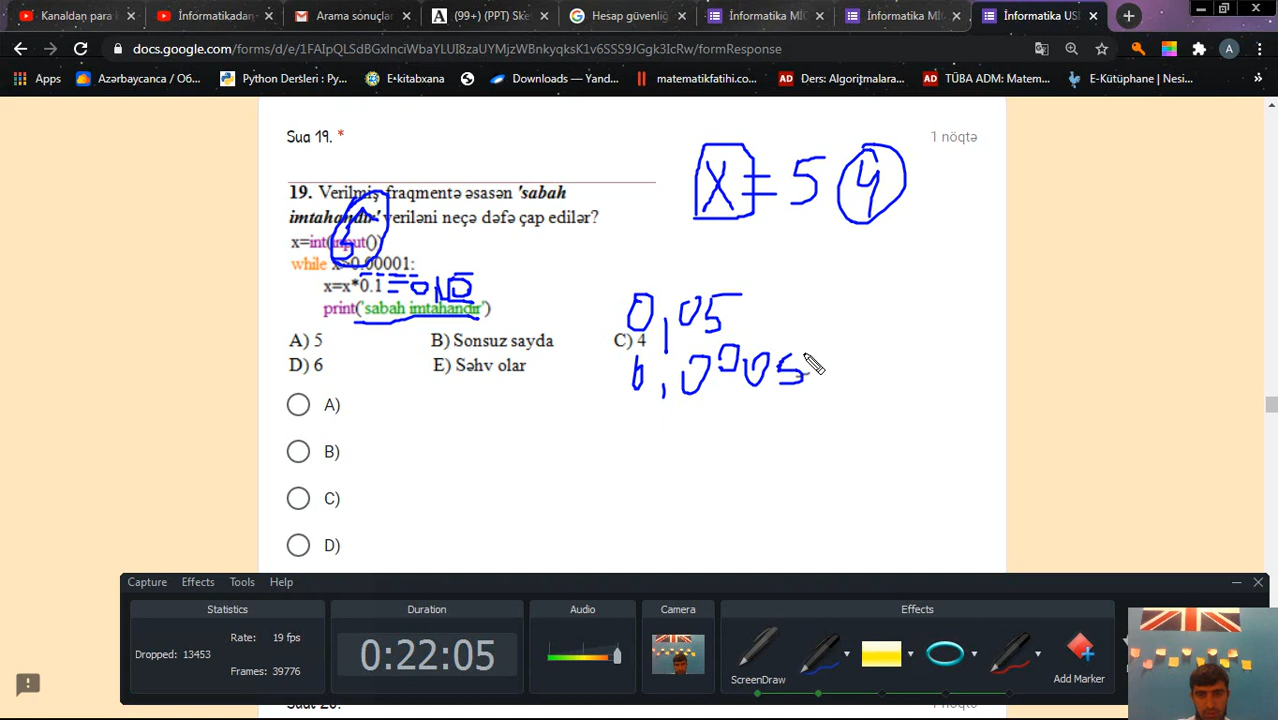 Kanaldan para k
İnformatikadan
Arama sonuçlar
(99+) (PPT) Ske
Hesap güvenliğ
İnformatika MİC
İnformatika Mİ
İnformatika US
docs.google.com/forms/d/e/1FAIpQLSdBGxlnciWbaYLUI8zaUYMjzWBnkyqksK1v6SSS9JGgk3IcRw/formResponse
Apps
Azərbaycanca / Об...
Python Dersleri : Py...
E•kitabxana
Downloads — Yand...
matematikfathi.co...
Ders: Algoritmalara...
TÜBA ADM: Matem...
E-Kütüphane | Nesi...
»
Sua 19. *
1 nöqtə
X = 5 4
19. Verilmiş fraqmentə əsasən 'sabah
imtahandır' veriləni neçə dəfə çap edilər?
x=int(input())
while x>0.00001:
x=x*0.1
print('sabah imtahandır')
0,05
0,0005
A) 5 B) Sonsuz sayda C) 4
D) 6 E) Səhv olar
A)
B)
C)
D)
Capture Effects Tools Help
Statistics Duration Audio Camera Effects
Rate: 19 fps
Dropped: 13453
Frames: 39776
0:22:05
ScreenDraw
Add Marker